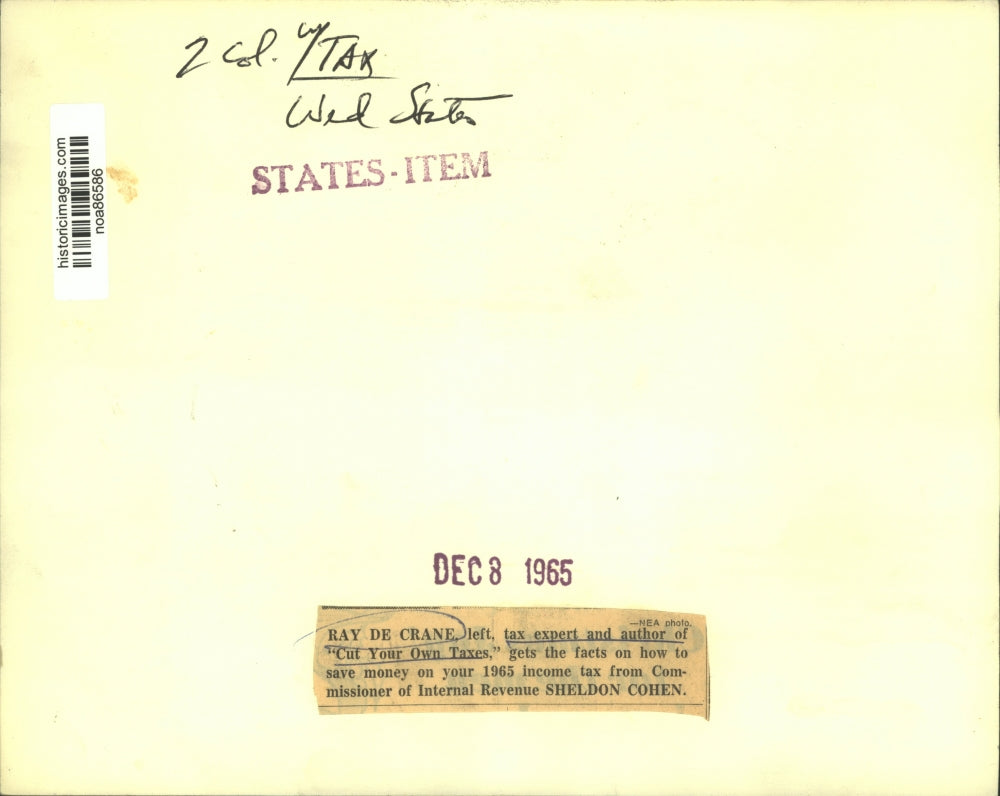 2 Col. w/ TAX
Wed States
STATES-ITEM
historicimages.com
noa86586
DEC 8 1965
—NEA photo.
RAY DE CRANE, left, tax expert and author of
"Cut Your Own Taxes," gets the facts on how to
save money on your 1965 income tax from Com-
missioner of Internal Revenue SHELDON COHEN.